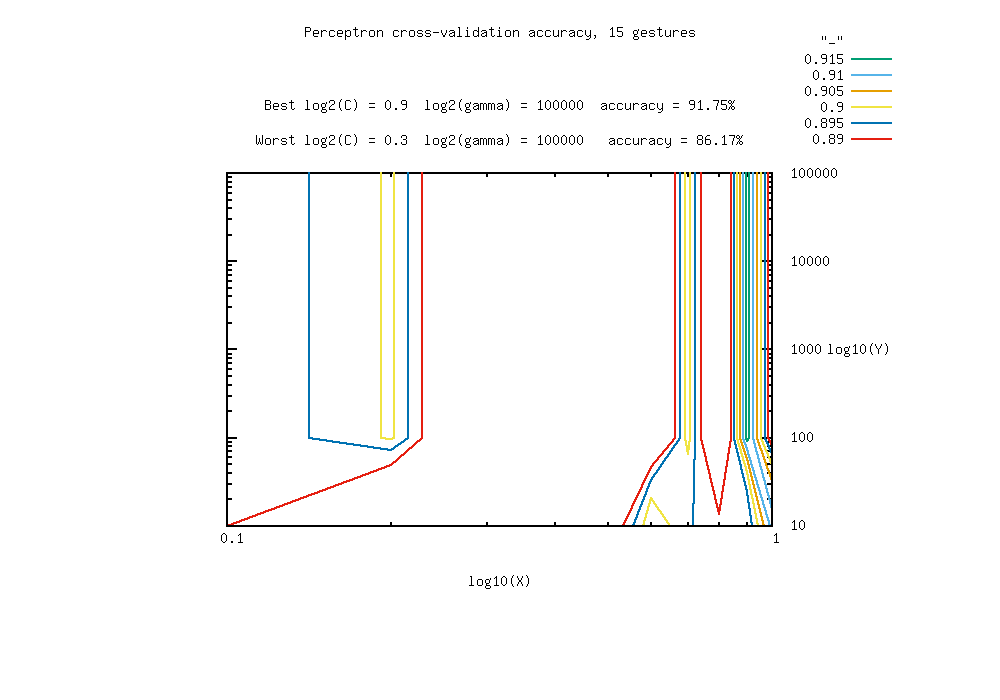 Perceptron cross-validation accuracy, 15 gestures
"_"
0.915
0.91
0.905
0.9
0.895
0.89
Best log2(C) = 0.9 log2(gamma) = 100000 accuracy = 91.75%
Worst log2(C) = 0.3 log2(gamma) = 100000 accuracy = 86.17%
100000
10000
1000 log10(Y)
100
10
0.1 1
log10(X)